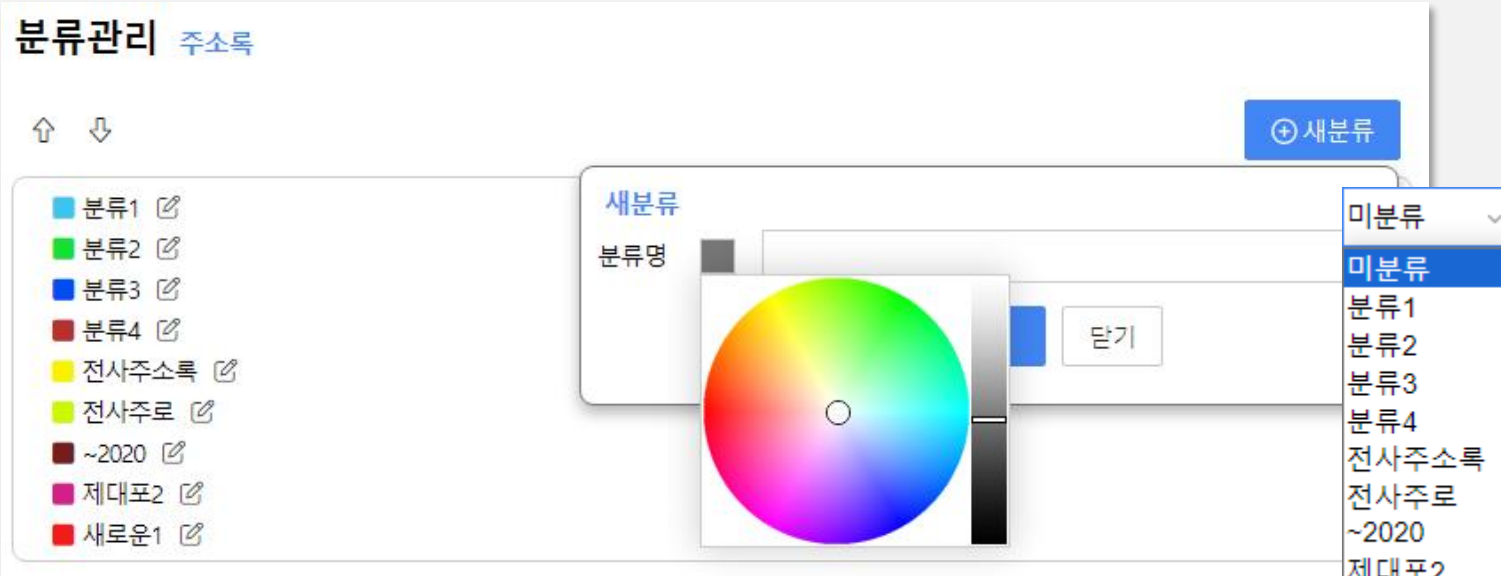 분류관리 주소록
새분류
분류1
분류2
분류3
분류4
전사주소록
전사주로
~2020
제대포2
새로운1
새분류
분류명
닫기
미분류
미분류
분류1
분류2
분류3
분류4
전사주소록
전사주로
~2020
제대포2